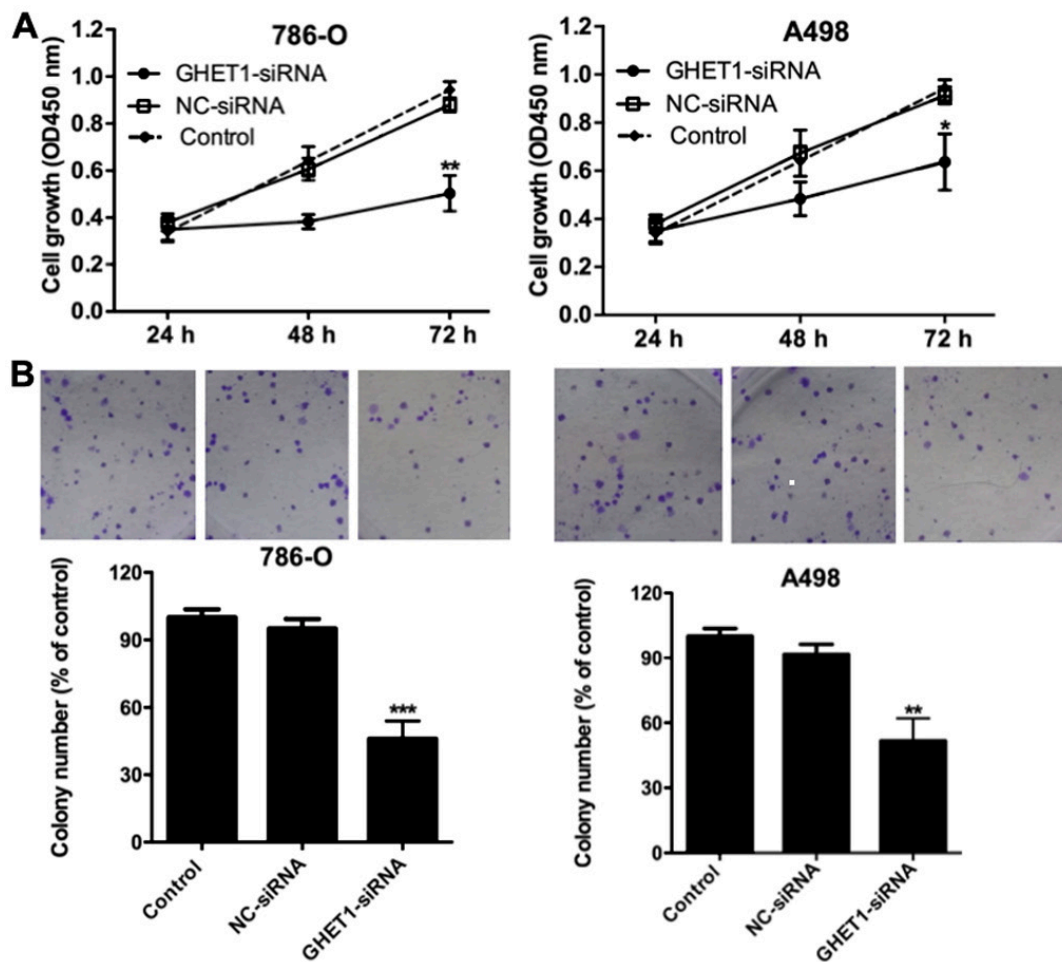 A
786-O
Cell growth (OD450 nm)
1.2
1.0
0.8
0.6
0.4
0.2
0.0
GHET1-siRNA
NC-siRNA
Control
**
24 h 48 h 72 h
A498
Cell growth (OD450 nm)
1.2
1.0
0.8
0.6
0.4
0.2
0.0
GHET1-siRNA
NC-siRNA
Control
*
24 h 48 h 72 h
B
786-O
Colony number (% of control)
120
90
60
30
0
***
Control
NC-siRNA
GHET1-siRNA
A498
Colony number (% of control)
120
90
60
30
0
**
Control
NC-siRNA
GHET1-siRNA